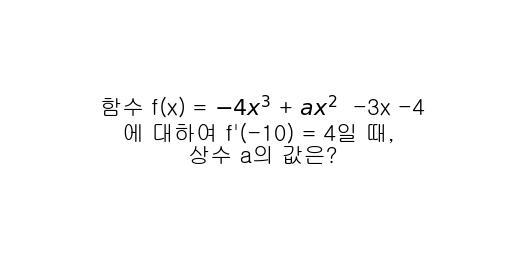 함수 f(x) = −4x³ + ax² −3x −4
에 대하여 f'(−10) = 4일 때,
상수 a의 값은?